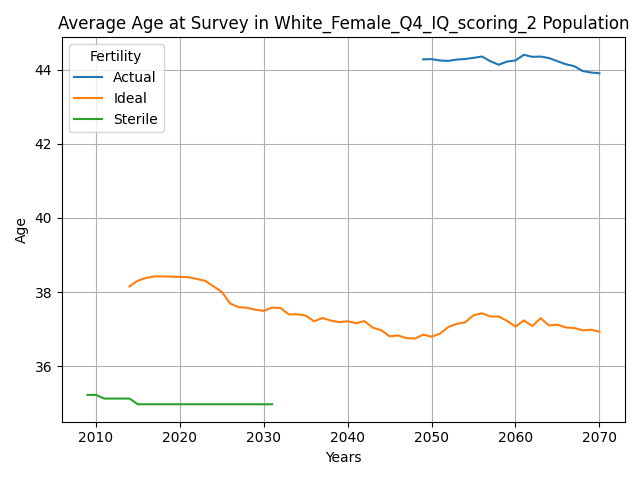 Average Age at Survey in White_Female_Q4_IQ_scoring_2 Population
Fertility
Actual
Ideal
Sterile
44
42
40
38
36
Age
2010 2020 2030 2040 2050 2060 2070
Years